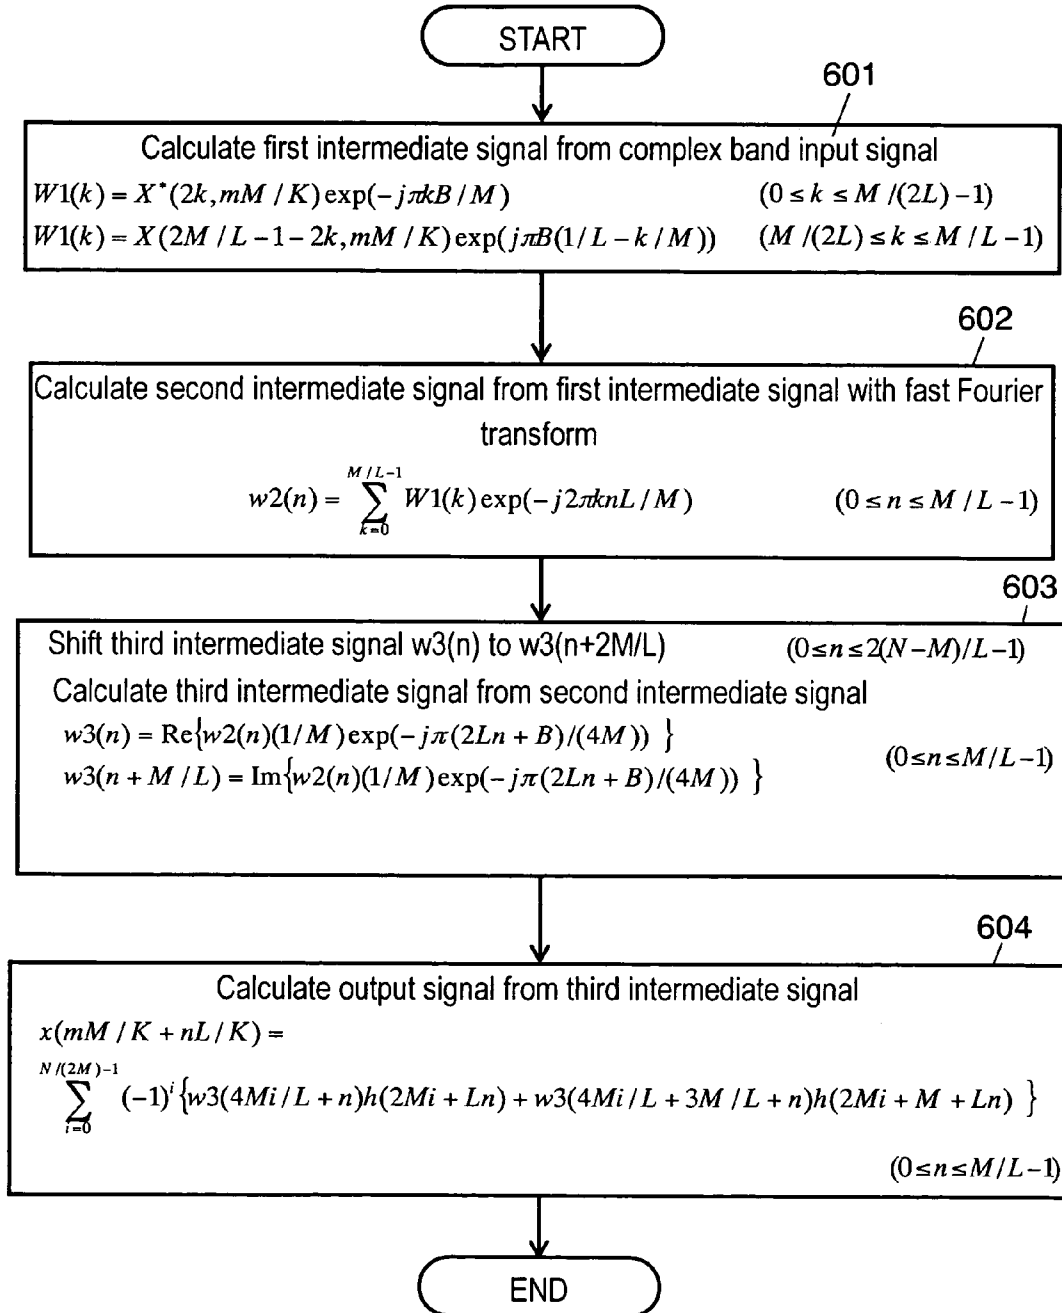 START
601
Calculate first intermediate signal from complex band input signal
W1(k) = X*(2k, mM / K) exp(-jπkB / M) (0 ≤ k ≤ M /(2L) -1)
W1(k) = X(2M / L -1- 2k, mM / K) exp(jπB(1/ L - k / M)) (M /(2L) ≤ k ≤ M / L -1)
602
Calculate second intermediate signal from first intermediate signal with fast Fourier
transform
M / L-1
w2(n) = ∑ W1(k) exp(-j2πknL / M) (0 ≤ n ≤ M / L -1)
k=0
603
Shift third intermediate signal w3(n) to w3(n+2M/L) (0≤n≤2(N-M)/L-1)
Calculate third intermediate signal from second intermediate signal
w3(n) = Re{w2(n)(1/ M) exp(-jπ(2Ln + B)/(4M)) }
(0≤n≤M/L-1)
w3(n + M / L) = Im{w2(n)(1/ M) exp(-jπ(2Ln + B)/(4M)) }
604
Calculate output signal from third intermediate signal
x(mM / K + nL / K) =
N /(2M)-1
∑ (-1)^i {w3(4Mi / L + n)h(2Mi + Ln) + w3(4Mi / L + 3M / L + n)h(2Mi + M + Ln) }
i=0
(0≤n≤M/L-1)
END